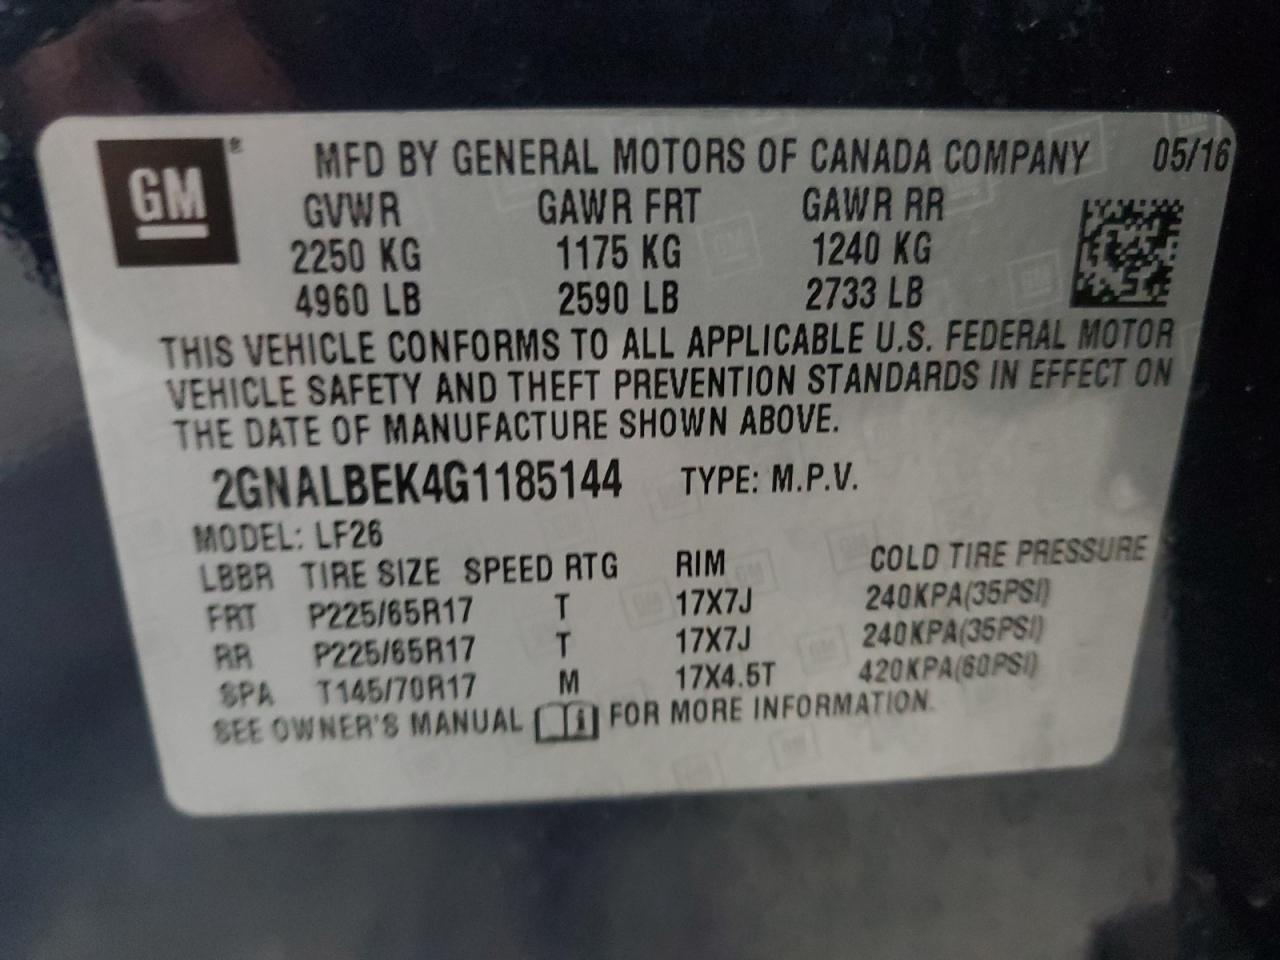 GM® MFD BY GENERAL MOTORS OF CANADA COMPANY 05/16
GVWR GAWR FRT GAWR RR
2250 KG 1175 KG 1240 KG
4960 LB 2590 LB 2733 LB
THIS VEHICLE CONFORMS TO ALL APPLICABLE U.S. FEDERAL MOTOR
VEHICLE SAFETY AND THEFT PREVENTION STANDARDS IN EFFECT ON
THE DATE OF MANUFACTURE SHOWN ABOVE.
2GNALBEK4G1185144 TYPE: M.P.V.
MODEL: LF26
LBBR TIRE SIZE SPEED RTG RIM COLD TIRE PRESSURE
FRT P225/65R17 T 17X7J 240KPA(35PSI)
RR P225/65R17 T 17X7J 240KPA(35PSI)
SPA T145/70R17 M 17X4.5T 420KPA(60PSI)
SEE OWNER'S MANUAL i FOR MORE INFORMATION.